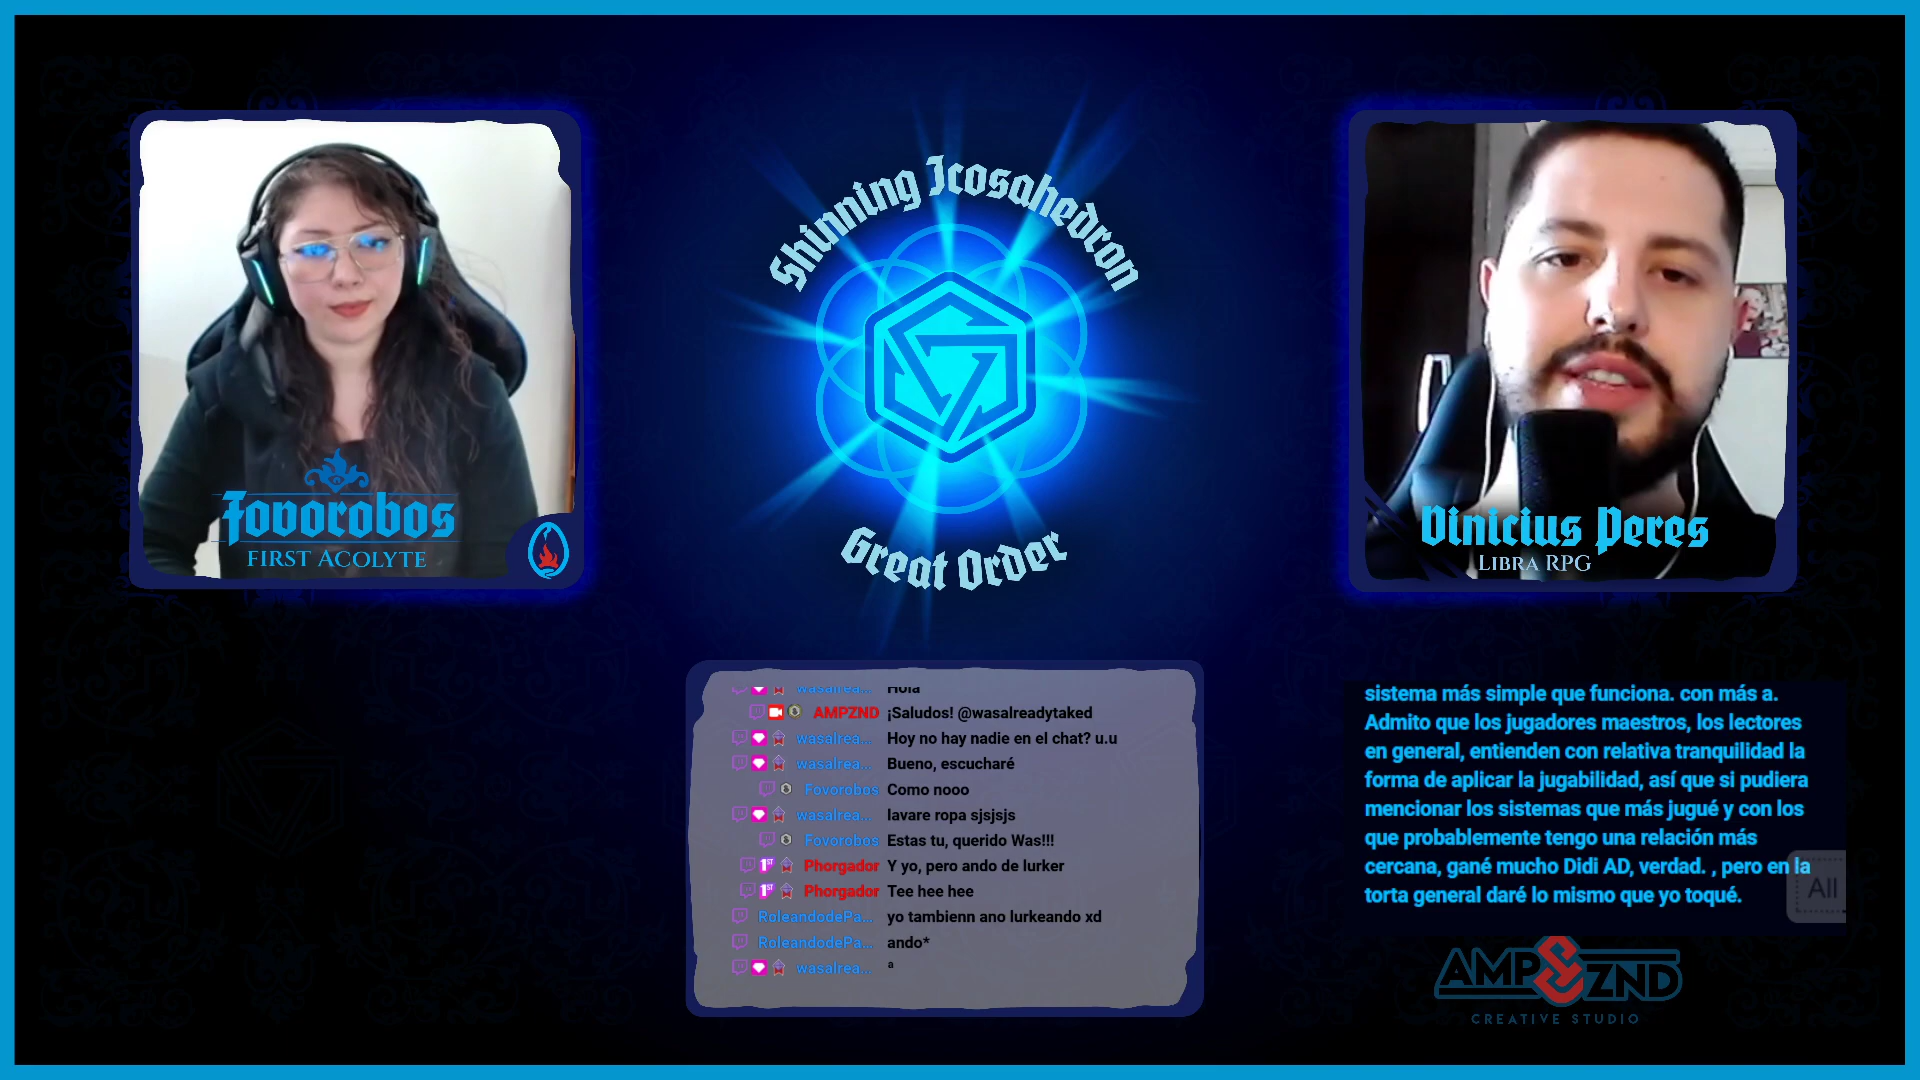 Shinning Icosahedron
Fovorobos
FIRST ACOLYTE
Great Order
Vinicius Peres
LIBRA RPG
wasalrea... Hola
AMPZND ¡Saludos! @wasalreadytaked
wasalrea... Hoy no hay nadie en el chat? u.u
wasalrea... Bueno, escucharé
Fovorobos Como nooo
wasalrea... lavare ropa sjsjsjs
Fovorobos Estas tu, querido Was!!!
1ST Phorgador Y yo, pero ando de lurker
1ST Phorgador Tee hee hee
RoleandodePa... yo tambienn ano lurkeando xd
RoleandodePa... ando*
wasalrea... a
sistema más simple que funciona. con más a.
Admito que los jugadores maestros, los lectores
en general, entienden con relativa tranquilidad la
forma de aplicar la jugabilidad, así que si pudiera
mencionar los sistemas que más jugué y con los
que probablemente tengo una relación más
cercana, gané mucho Didi AD, verdad. , pero en la
torta general daré lo mismo que yo toqué.
All
AMP&ZND
CREATIVE STUDIO